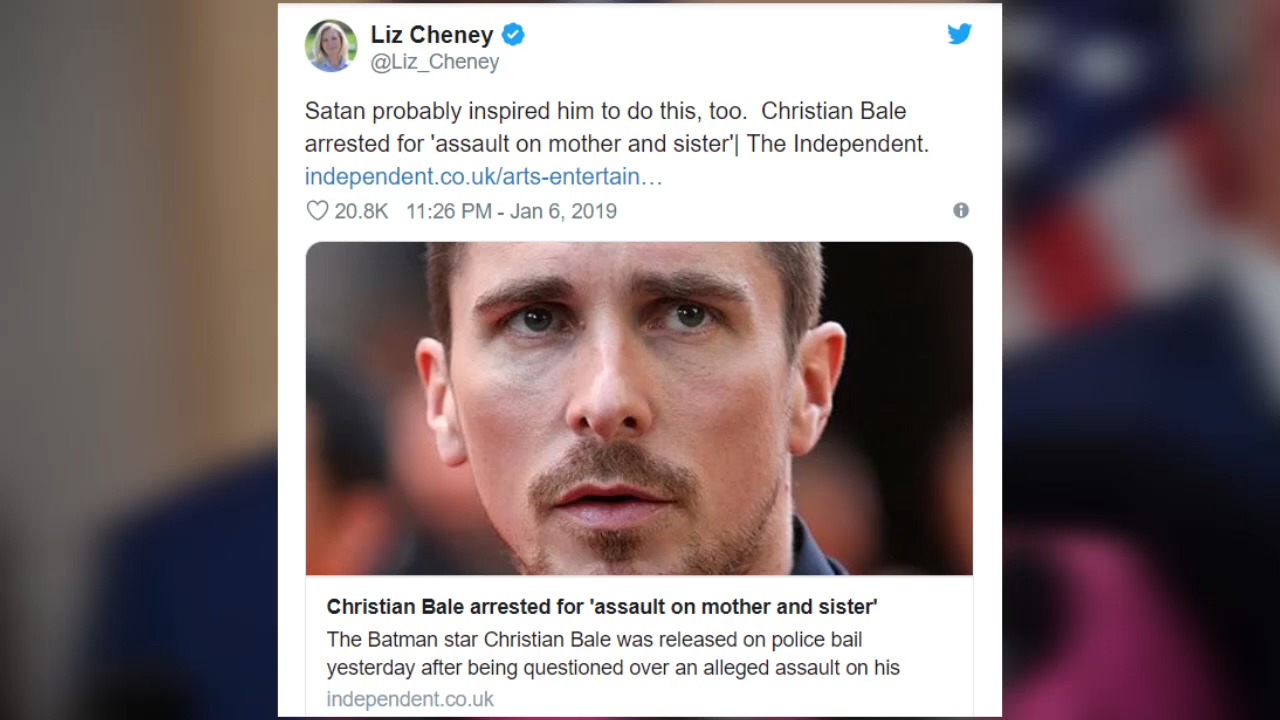 Liz Cheney
@Liz_Cheney
Satan probably inspired him to do this, too.  Christian Bale
arrested for 'assault on mother and sister'| The Independent.
independent.co.uk/arts-entertain…
20.8K 11:26 PM - Jan 6, 2019
Christian Bale arrested for 'assault on mother and sister'
The Batman star Christian Bale was released on police bail
yesterday after being questioned over an alleged assault on his
independent.co.uk